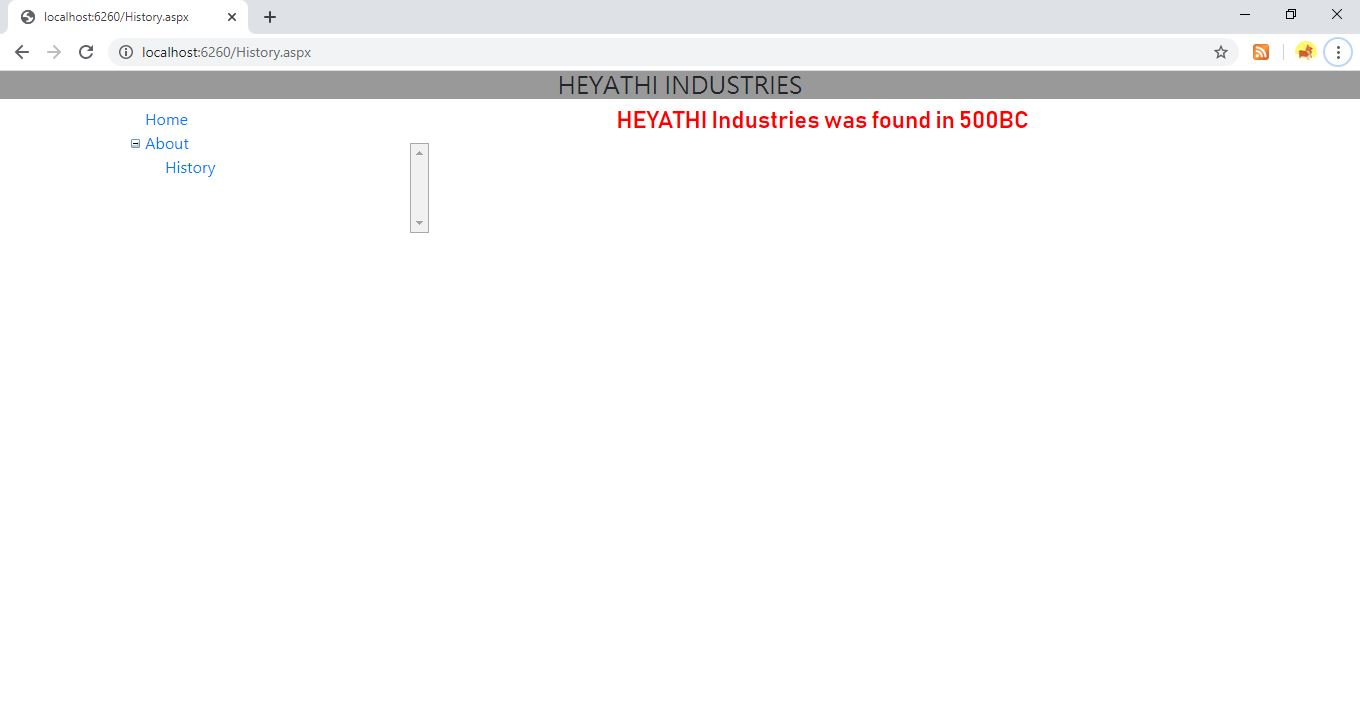 localhost:6260/History.aspx
localhost:6260/History.aspx
HEYATHI INDUSTRIES
Home
About
History
HEYATHI Industries was found in 500BC